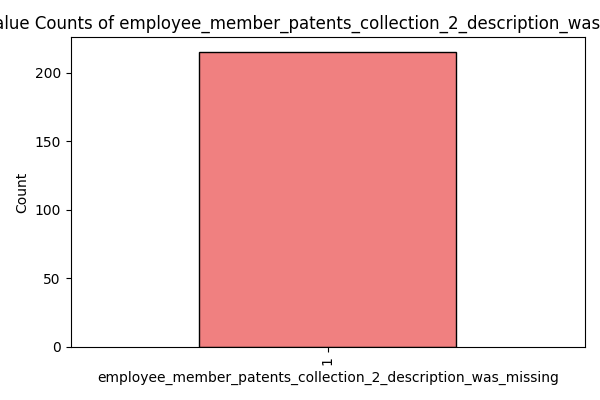 alue Counts of employee_member_patents_collection_2_description_was
200
150
100
50
0
Count
1
employee_member_patents_collection_2_description_was_missing